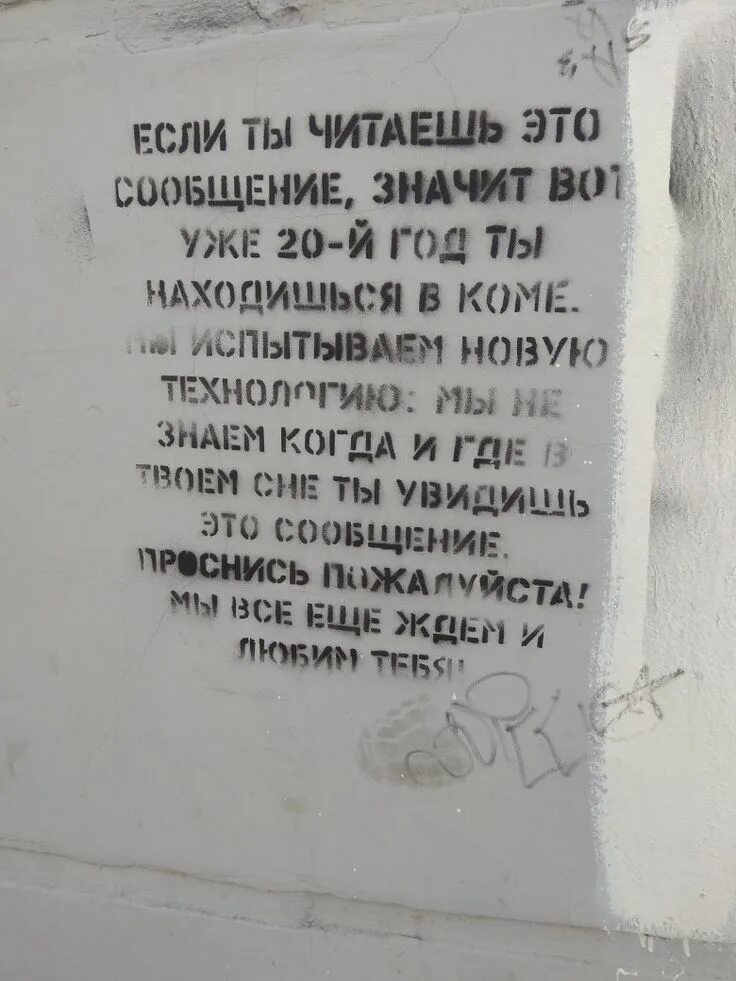 ЕСЛИ ТЫ ЧИТАЕШЬ ЭТО
СООБЩЕНИЕ, ЗНАЧИТ ВОТ
УЖЕ 20-Й ГОД ТЫ
НАХОДИШЬСЯ В КОМЕ.
МЫ ИСПЫТЫВАЕМ НОВУЮ
ТЕХНОЛОГИЮ: МЫ НЕ
ЗНАЕМ КОГДА И ГДЕ В
ТВОЕМ СНЕ ТЫ УВИДИШЬ
ЭТО СООБЩЕНИЕ.
ПРОСНИСЬ ПОЖАЛУЙСТА!
МЫ ВСЕ ЕЩЕ ЖДЕМ И
ЛЮБИМ ТЕБЯ!!